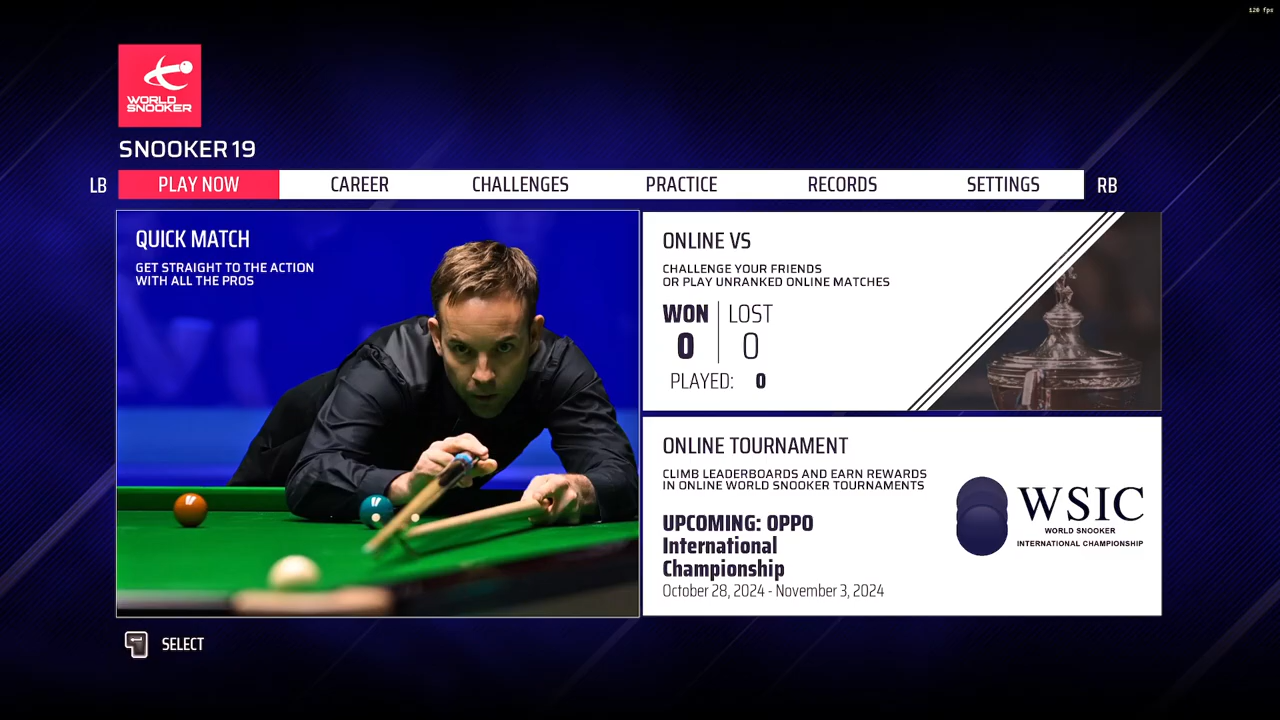 120 fps
WORLD
SNOOKER
SNOOKER 19
LB
PLAY NOW
CAREER
CHALLENGES
PRACTICE
RECORDS
SETTINGS
RB
QUICK MATCH
GET STRAIGHT TO THE ACTION
WITH ALL THE PROS
ONLINE VS
CHALLENGE YOUR FRIENDS
OR PLAY UNRANKED ONLINE MATCHES
WON LOST
0 0
PLAYED: 0
ONLINE TOURNAMENT
CLIMB LEADERBOARDS AND EARN REWARDS
IN ONLINE WORLD SNOOKER TOURNAMENTS
UPCOMING: OPPO
International
Championship
October 28, 2024 - November 3, 2024
WSIC
WORLD SNOOKER
INTERNATIONAL CHAMPIONSHIP
SELECT